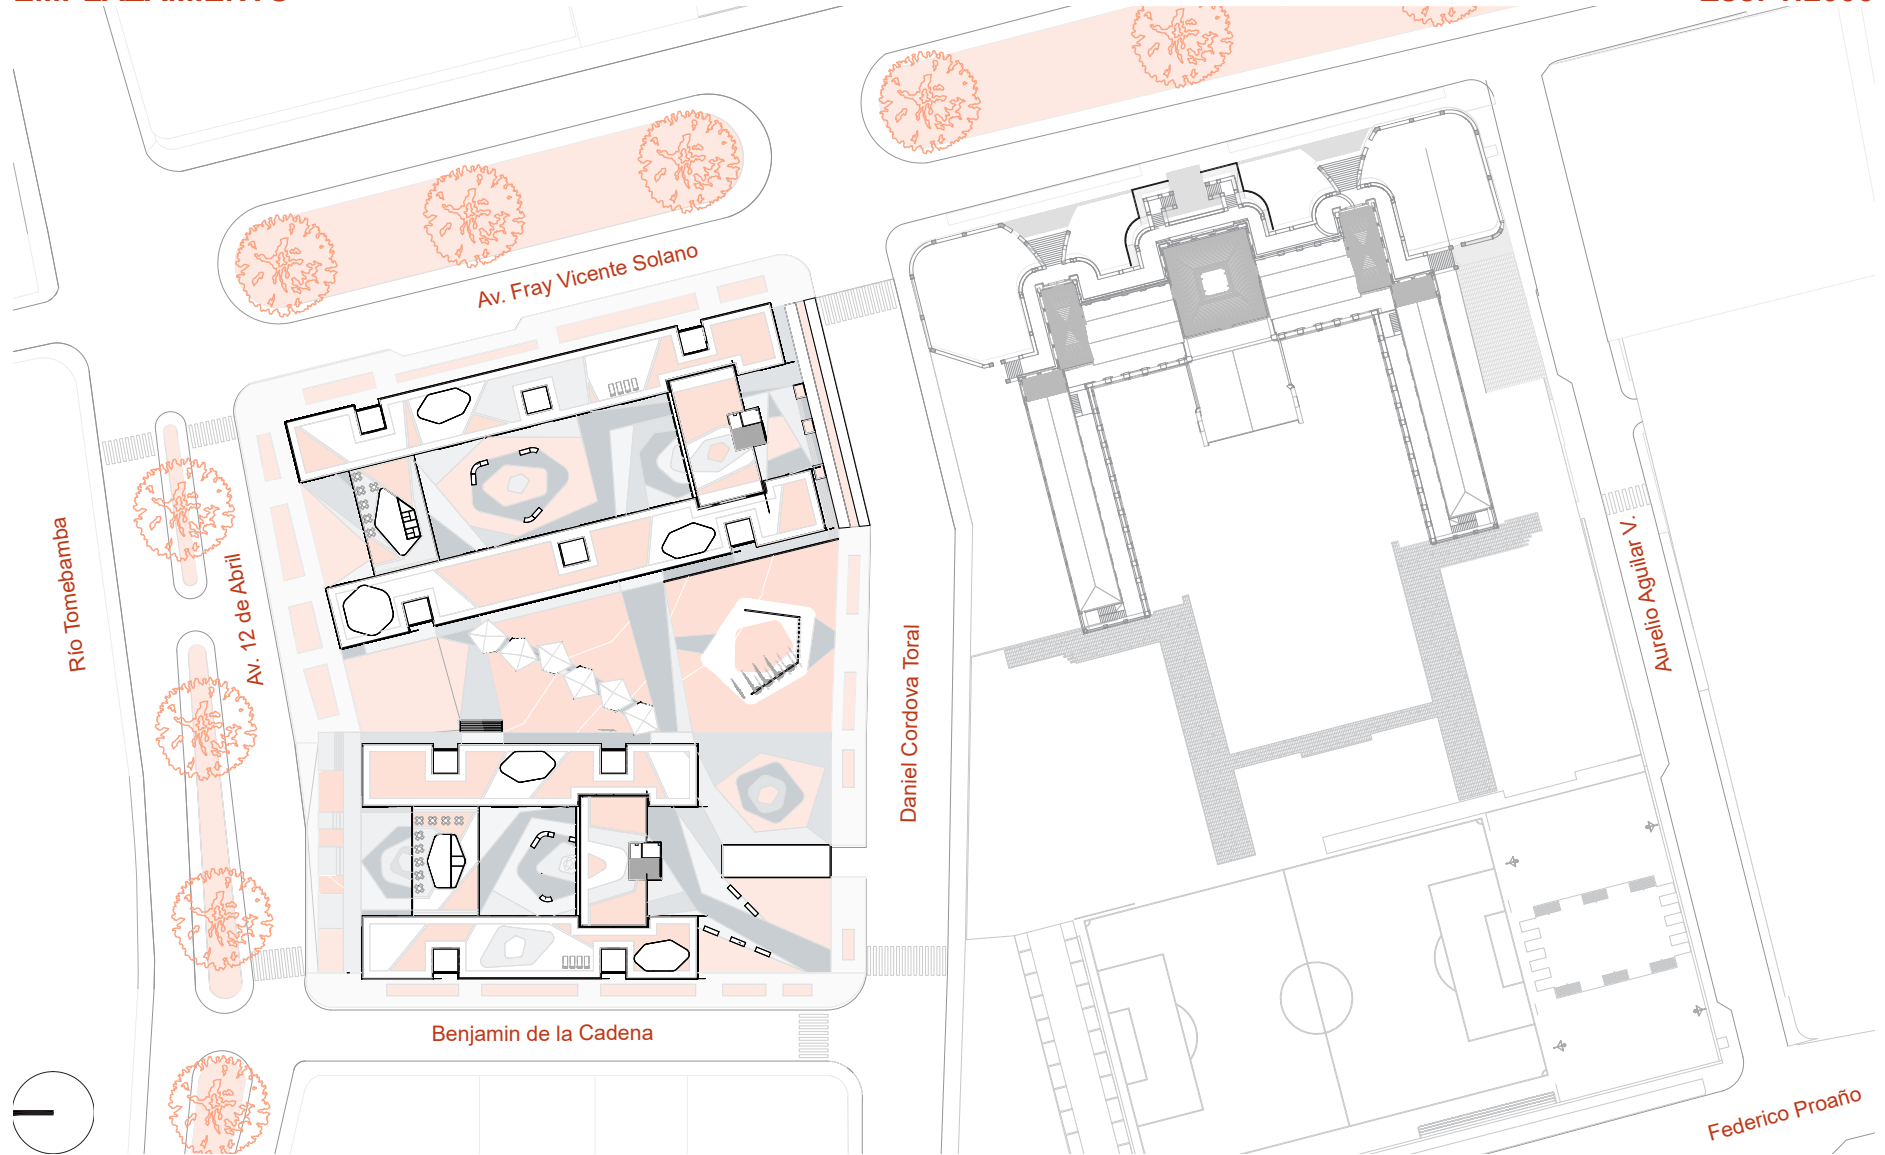 Av. Fray Vicente Solano
Río Tomebamba
Av. 12 de Abril
Daniel Cordova Toral
Aurelio Aguilar V.
Benjamin de la Cadena
Federico Proaño